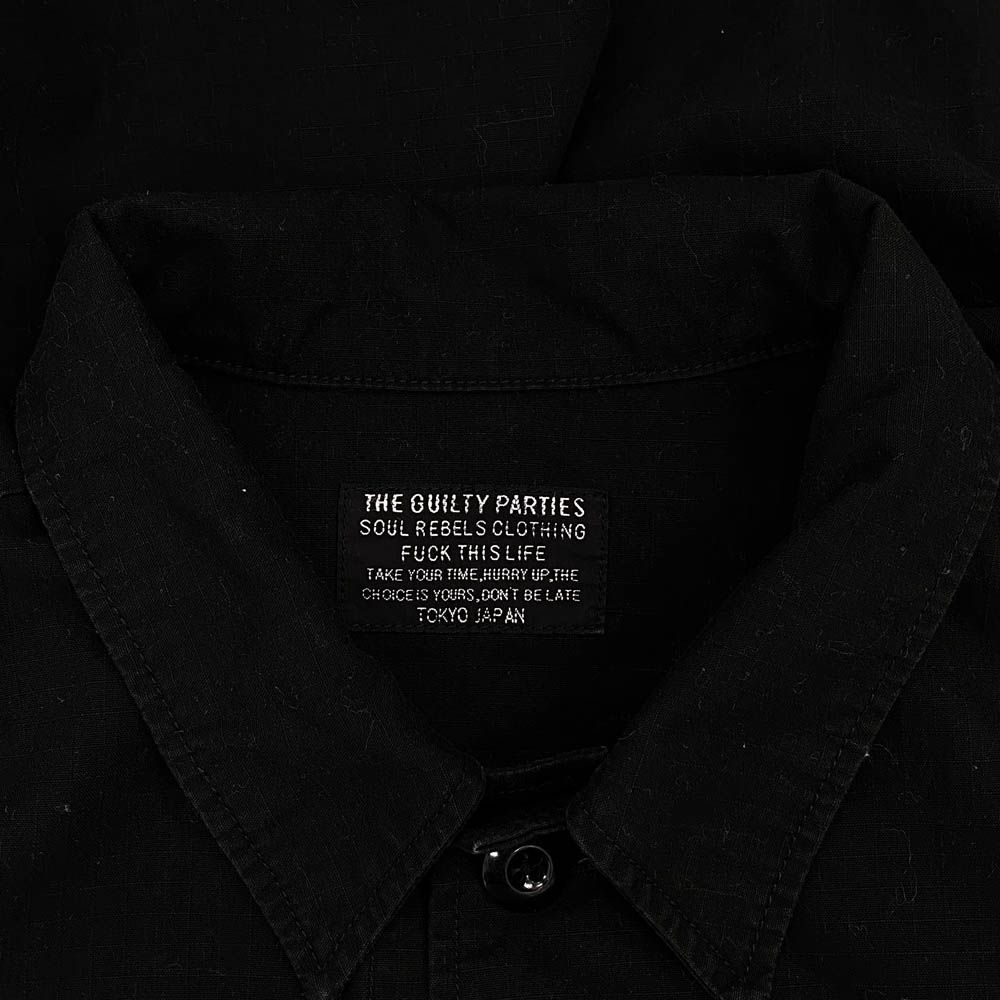 THE GUILTY PARTIES
SOUL REBELS CLOTHING
FUCK THIS LIFE
TAKE YOUR TIME,HURRY UP,THE
CHOICE IS YOURS,DON'T BE LATE
TOKYO JAPAN